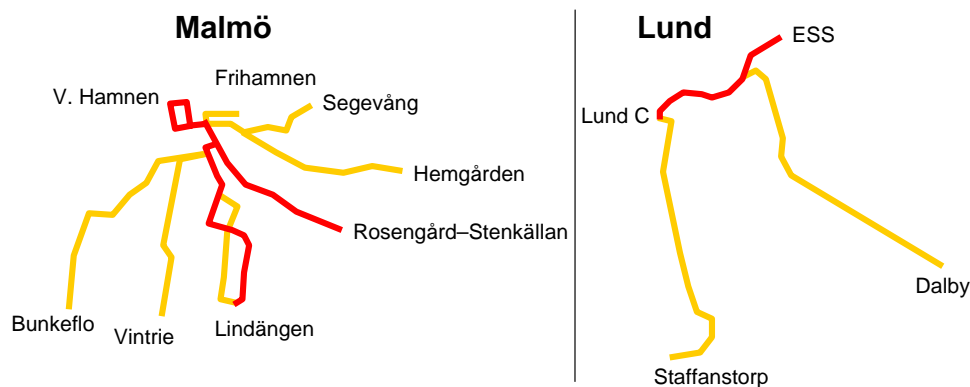 Malmö
Lund
ESS
Frihamnen
V. Hamnen
Segevång
Lund C
Hemgården
Rosengård–Stenkällan
Dalby
Bunkeflo
Vintrie
Lindängen
Staffanstorp